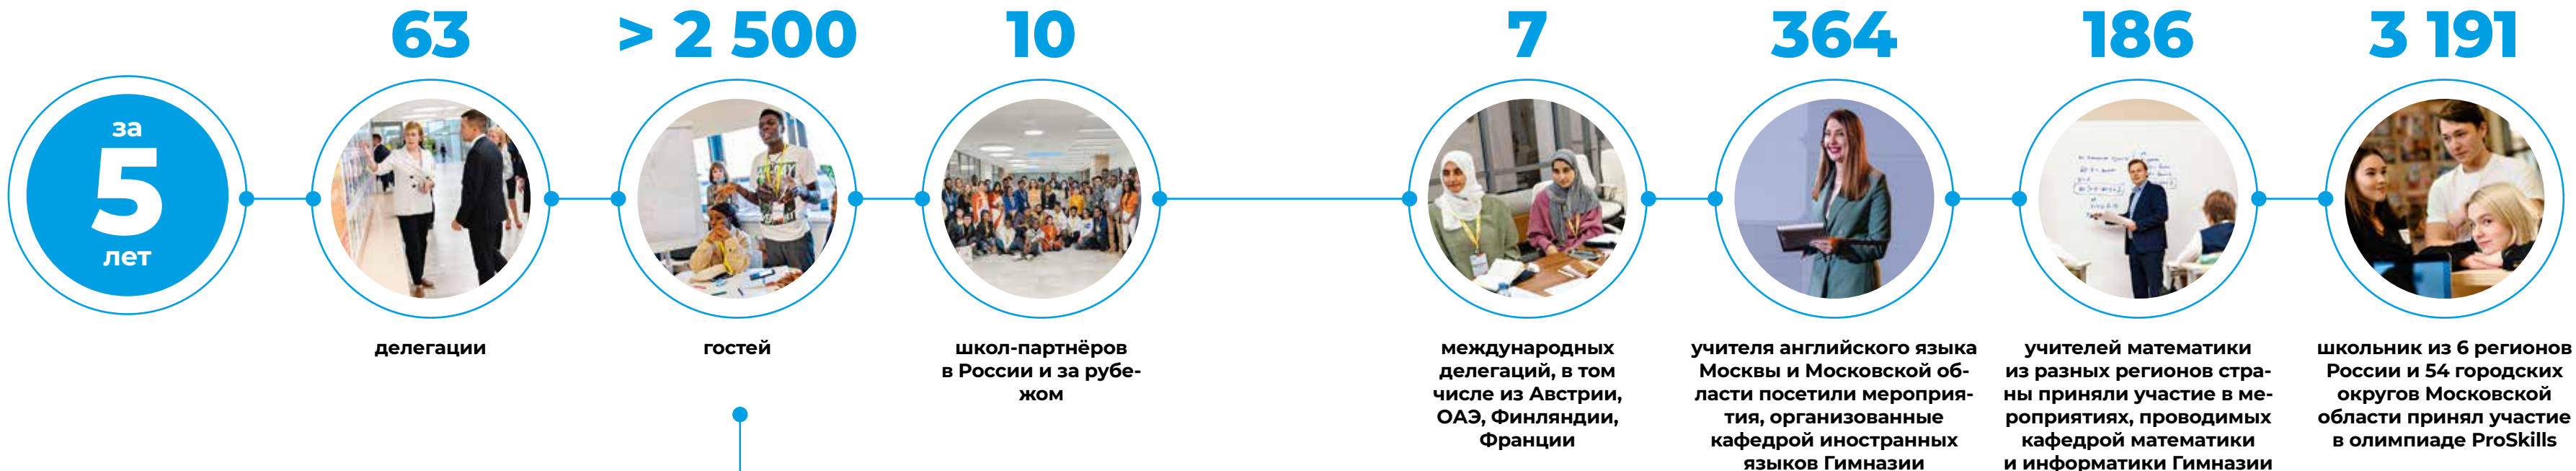 за
5
лет
63
делегации
> 2 500
гостей
10
школ-партнёров
в России и за рубе-
жом
7
международных
делегаций, в том
числе из Австрии,
ОАЭ, Финляндии,
Франции
364
учителя английского языка
Москвы и Московской об-
ласти посетили мероприя-
тия, организованные
кафедрой иностранных
языков Гимназии
186
учителей математики
из разных регионов стра-
ны приняли участие в ме-
роприятиях, проводимых
кафедрой математики
и информатики Гимназии
3 191
школьник из 6 регионов
России и 54 городских
округов Московской
области принял участие
в олимпиаде ProSkills